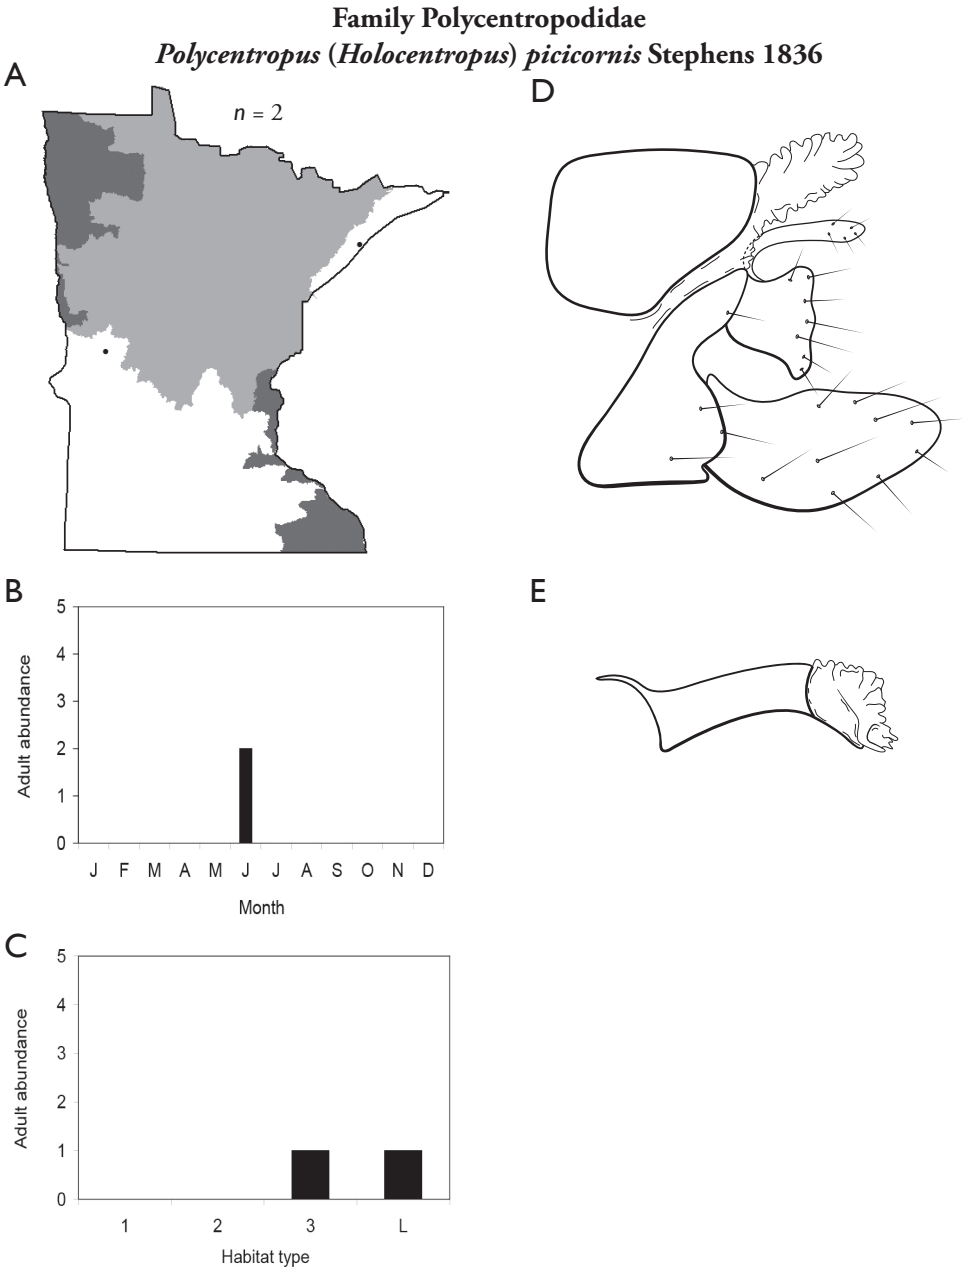 Family Polycentropodidae
Polycentropus (Holocentropus) picicornis Stephens 1836
A
n = 2
D
B
5
4
3
2
1
0
Adult abundance
J F M A M J J A S O N D
Month
E
C
5
4
3
2
1
0
Adult abundance
1 2 3 L
Habitat type